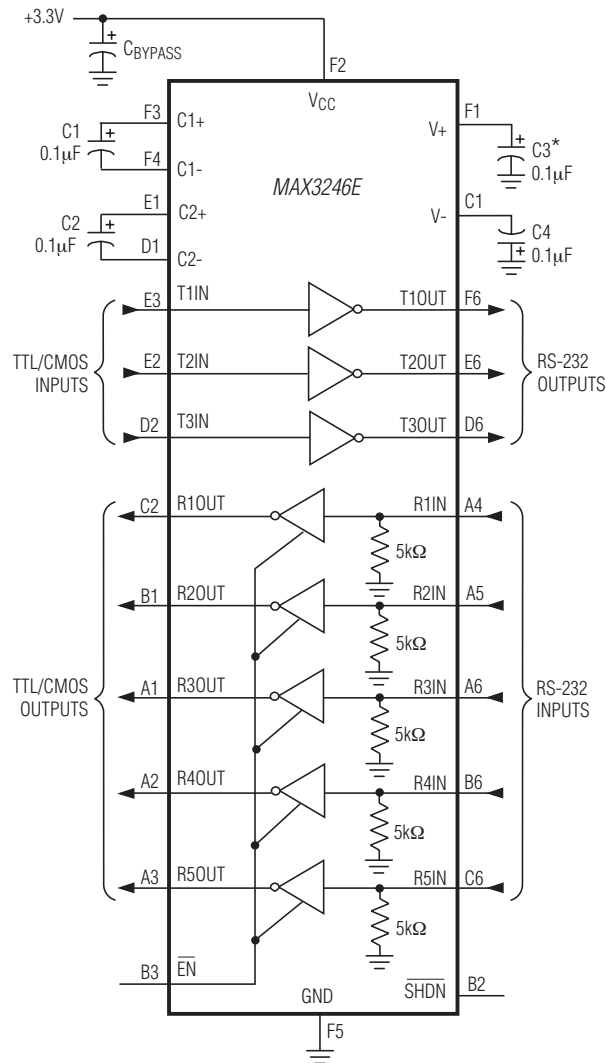 +3.3V
C_BYPASS
F2
V_CC
F3 C1+
C1
0.1μF
F4 C1-
F1
V+
C3*
0.1μF
MAX3246E
E1 C2+
C2
0.1μF
D1 C2-
C1
V-
C4
0.1μF
E3 T1IN T1OUT F6
TTL/CMOS
INPUTS
E2 T2IN T2OUT E6
RS-232
OUTPUTS
D2 T3IN T3OUT D6
C2 R1OUT R1IN A4
5kΩ
B1 R2OUT R2IN A5
5kΩ
TTL/CMOS
OUTPUTS
A1 R3OUT R3IN A6
RS-232
INPUTS
5kΩ
A2 R4OUT R4IN B6
5kΩ
A3 R5OUT R5IN C6
5kΩ
B3 E̅N̅
GND
S̅H̅D̅N̅ B2
F5
+
+
+
+
+
+